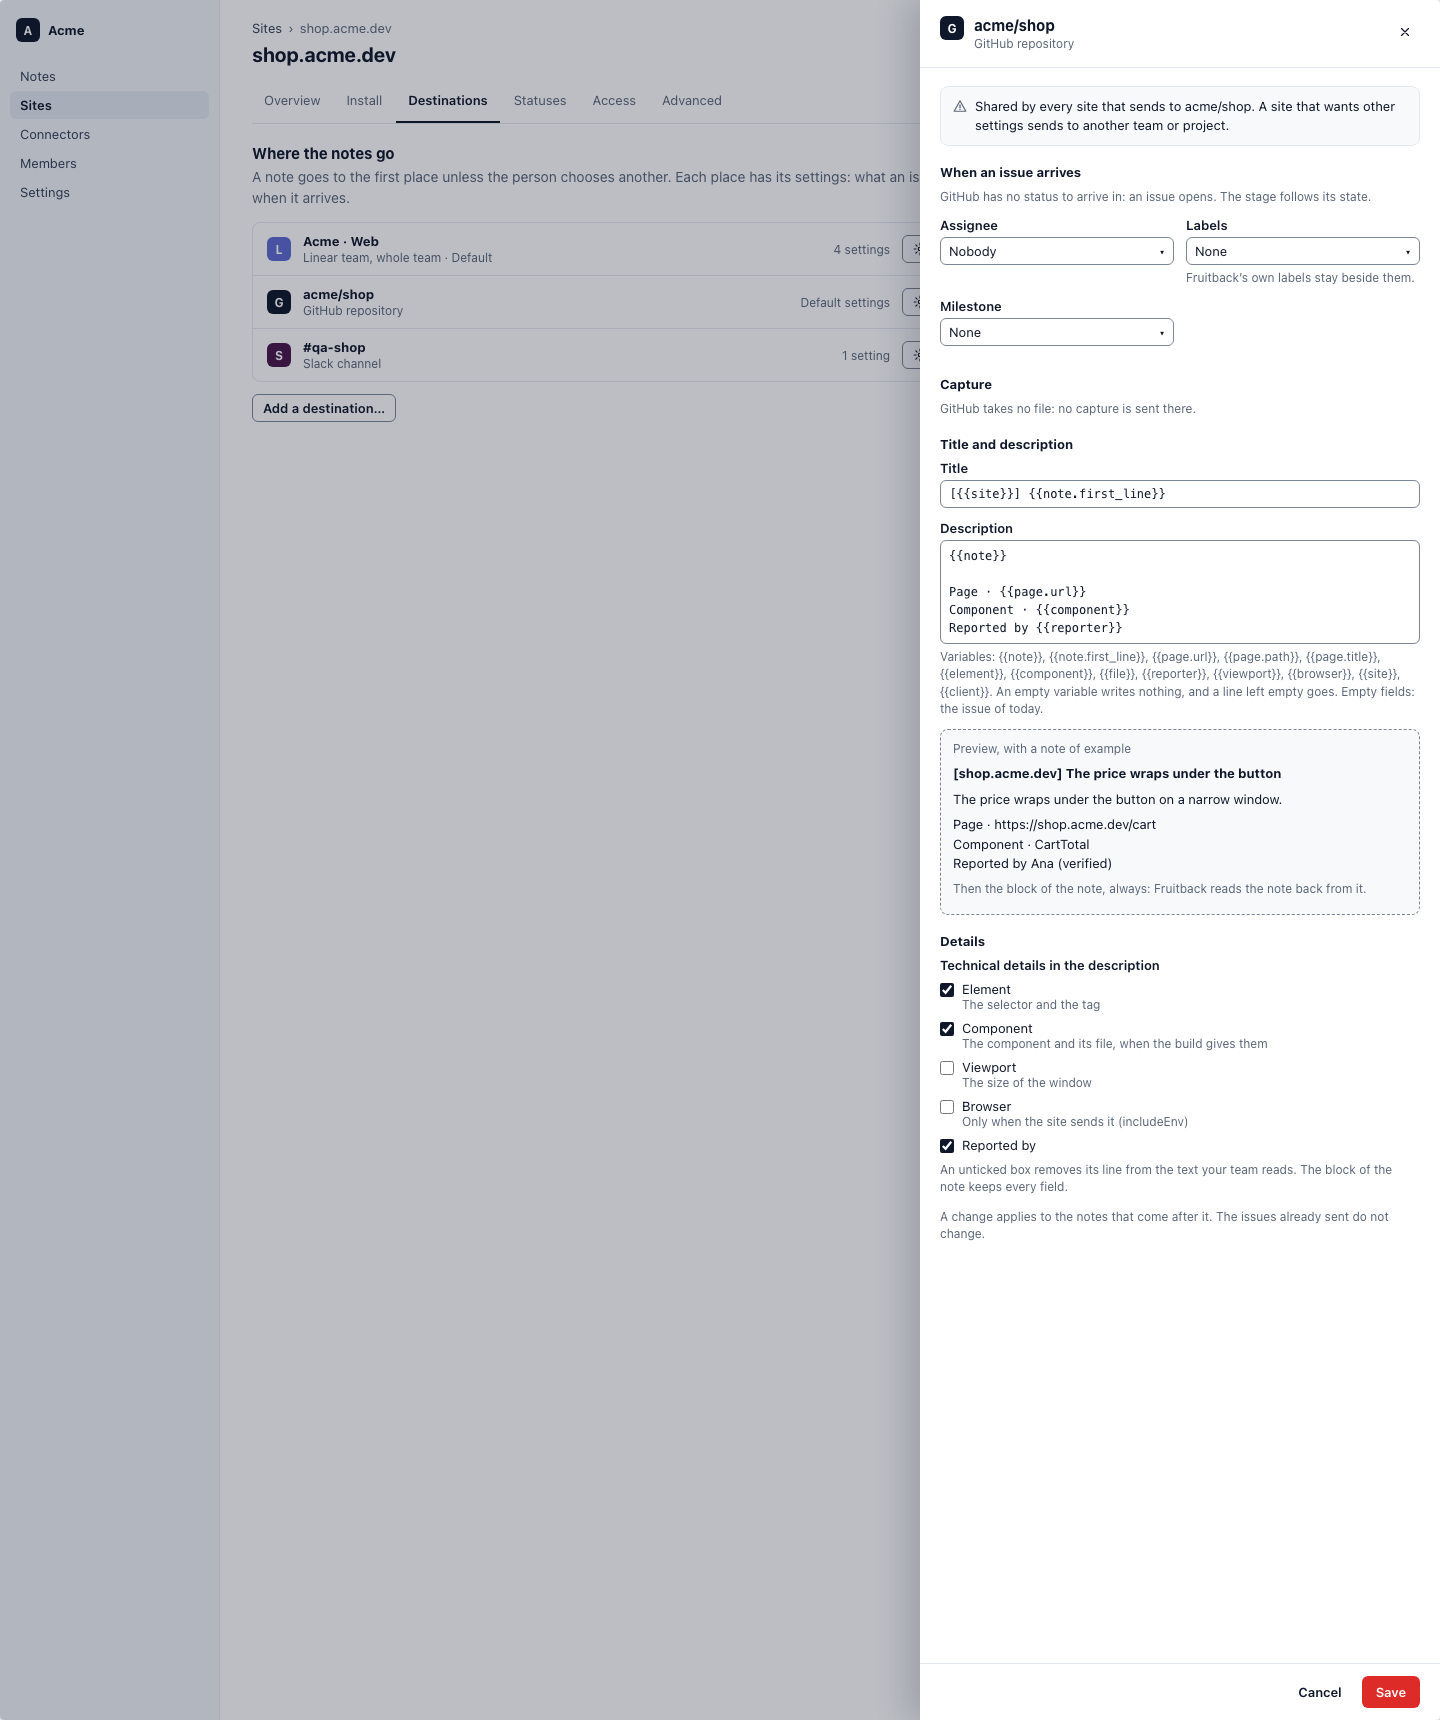 A Acme
Notes
Sites
Connectors
Members
Settings
Sites › shop.acme.dev
shop.acme.dev
Overview Install Destinations Statuses Access Advanced
Where the notes go
A note goes to the first place unless the person chooses another. Each place has its settings: what an is
when it arrives.
L Acme · Web
Linear team, whole team · Default
4 settings
G acme/shop
GitHub repository
Default settings
S #qa-shop
Slack channel
1 setting
Add a destination...
G acme/shop
GitHub repository
Shared by every site that sends to acme/shop. A site that wants other
settings sends to another team or project.
When an issue arrives
GitHub has no status to arrive in: an issue opens. The stage follows its state.
Assignee Labels
Nobody None
Fruitback's own labels stay beside them.
Milestone
None
Capture
GitHub takes no file: no capture is sent there.
Title and description
Title
[{{site}}] {{note.first_line}}
Description
{{note}}
Page · {{page.url}}
Component · {{component}}
Reported by {{reporter}}
Variables: {{note}}, {{note.first_line}}, {{page.url}}, {{page.path}}, {{page.title}},
{{element}}, {{component}}, {{file}}, {{reporter}}, {{viewport}}, {{browser}}, {{site}},
{{client}}. An empty variable writes nothing, and a line left empty goes. Empty fields:
the issue of today.
Preview, with a note of example
[shop.acme.dev] The price wraps under the button
The price wraps under the button on a narrow window.
Page · https://shop.acme.dev/cart
Component · CartTotal
Reported by Ana (verified)
Then the block of the note, always: Fruitback reads the note back from it.
Details
Technical details in the description
Element
The selector and the tag
Component
The component and its file, when the build gives them
Viewport
The size of the window
Browser
Only when the site sends it (includeEnv)
Reported by
An unticked box removes its line from the text your team reads. The block of the
note keeps every field.
A change applies to the notes that come after it. The issues already sent do not
change.
Cancel Save